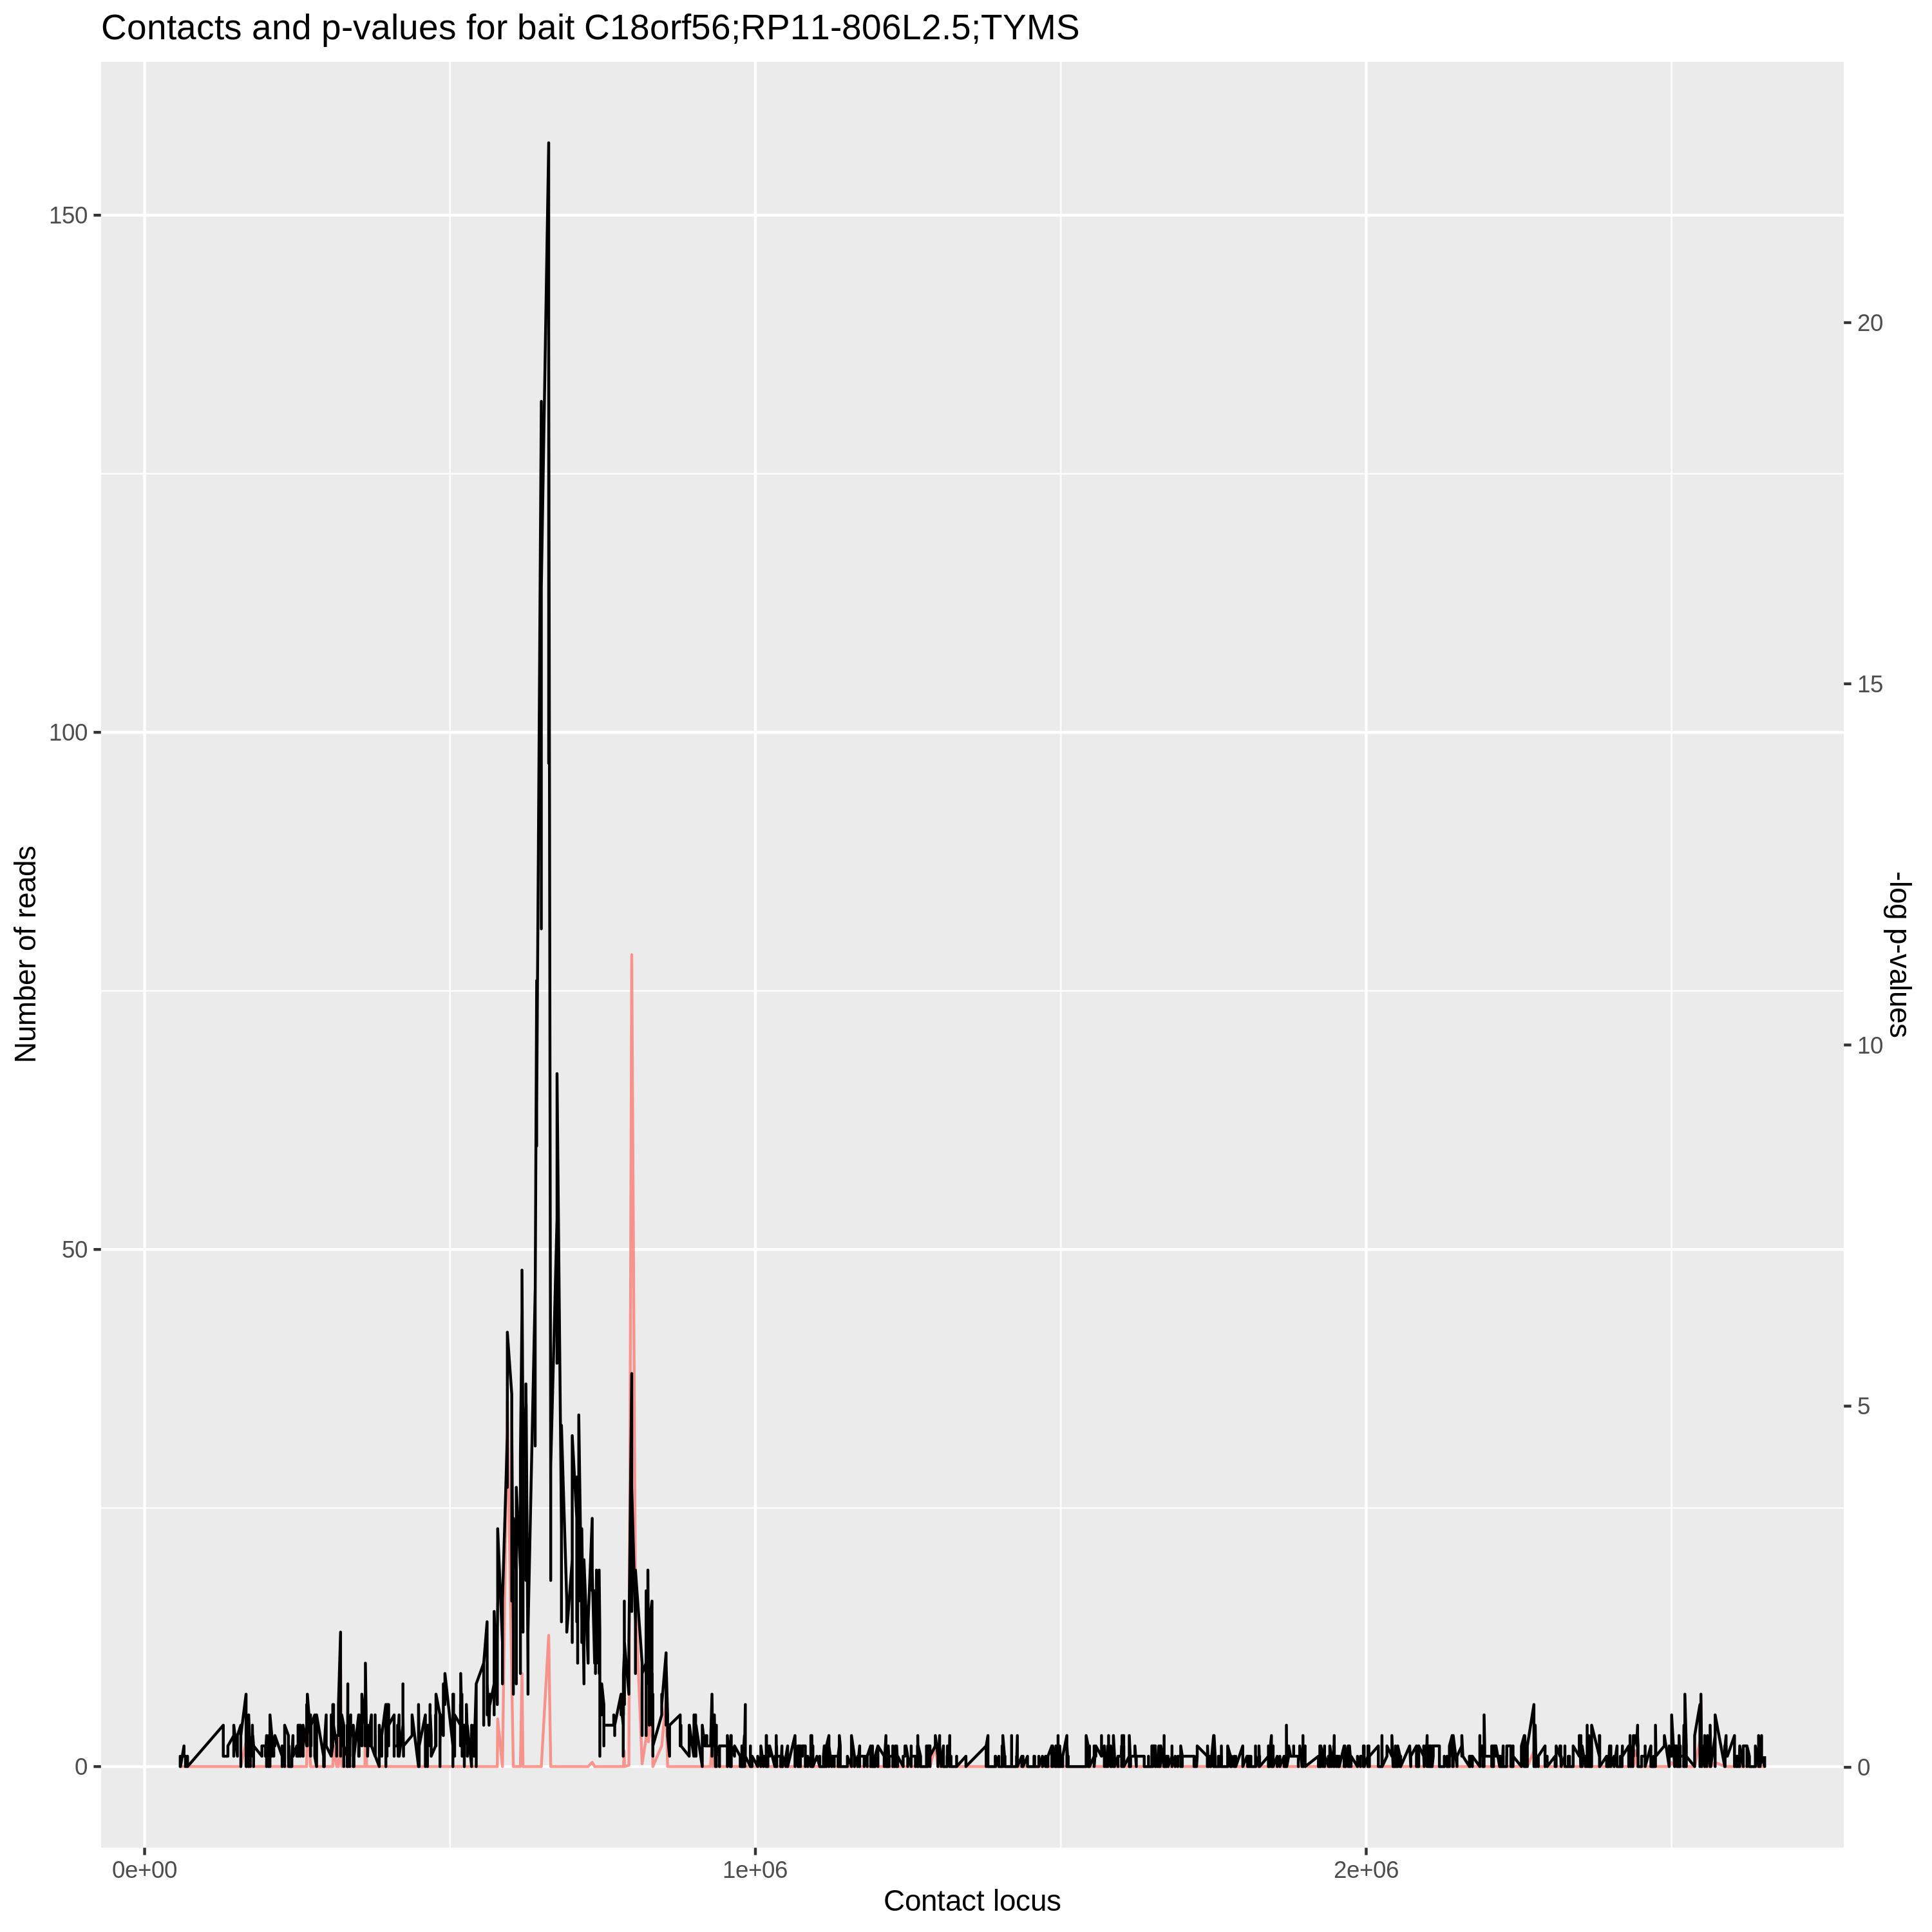 Contacts and p-values for bait C18orf56;RP11-806L2.5;TYMS
150
100
50
0
Number of reads
20
15
10
5
0
-log p-values
0e+00
1e+06
2e+06
Contact locus